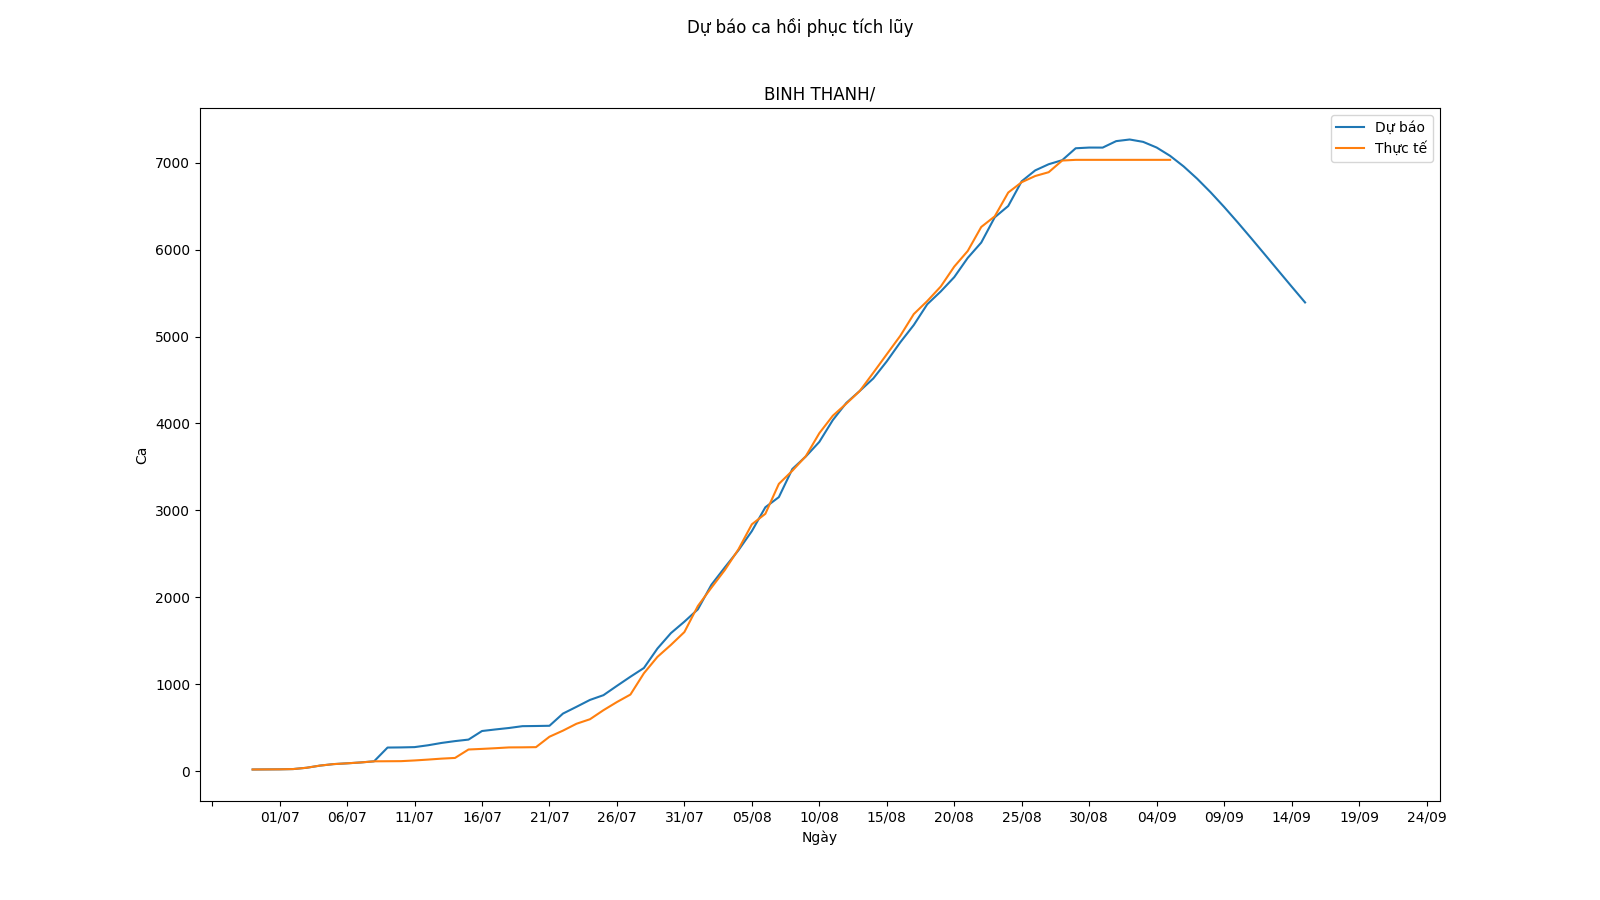 Dự báo ca hồi phục tích lũy
BINH THANH/
Dự báo
Thực tế
7000
6000
5000
4000
3000
2000
1000
0
Ca
01/07 06/07 11/07 16/07 21/07 26/07 31/07 05/08 10/08 15/08 20/08 25/08 30/08 04/09 09/09 14/09 19/09 24/09
Ngày